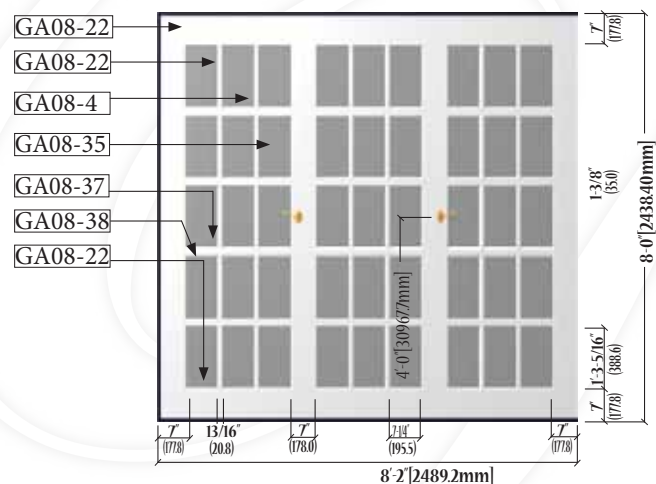 GA08-22
GA08-22
GA08-4
GA08-35
GA08-37
GA08-38
GA08-22
7"
(177.8)
1-3/8"
(35.0)
8-0"[2438.40mm]
4'-0"[30967.7mm]
1'-3-5/16"
(388.6)
7"
(177.8)
7"
(177.8)
13/16"
(20.8)
7"
(178.0)
7-1/4"
(195.5)
7"
(177.8)
8'-2"[2489.2mm]